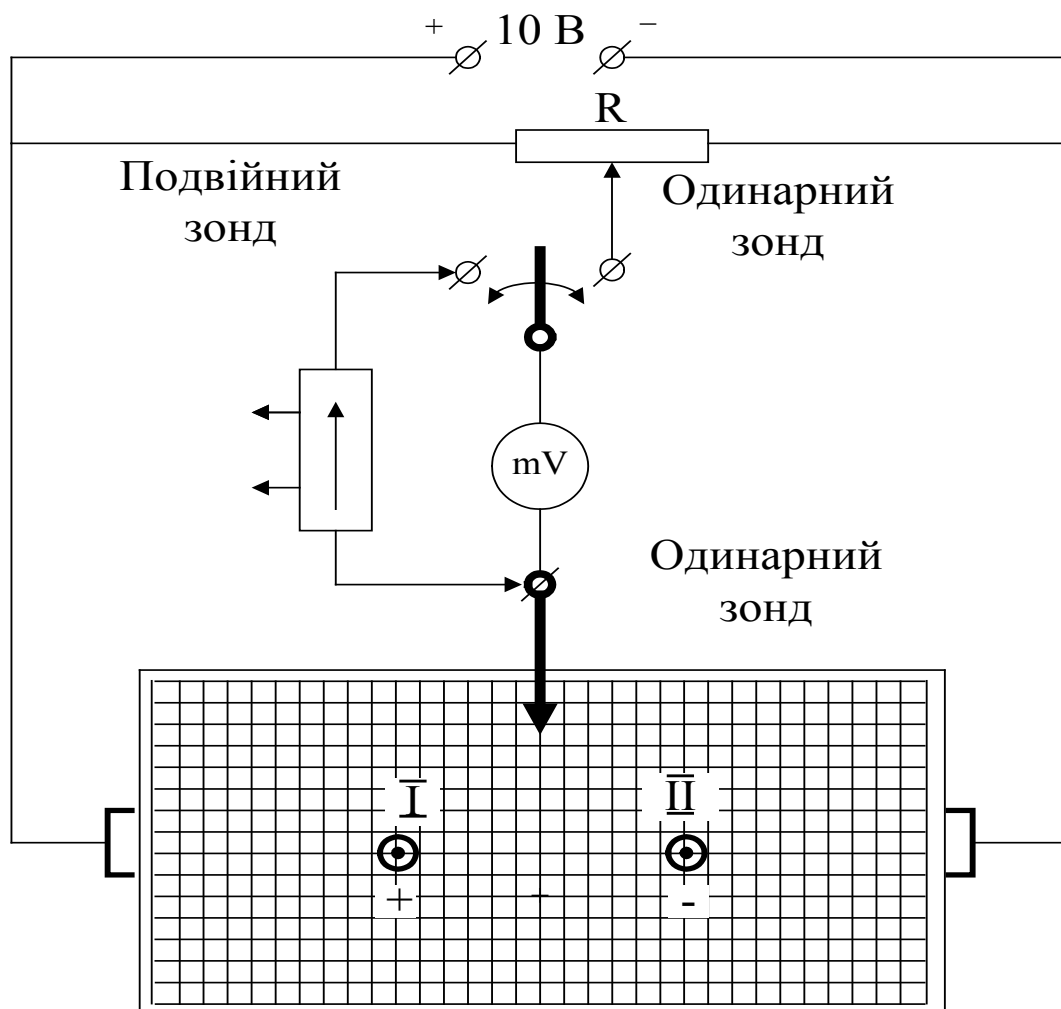 + 10 В −
R
Подвійний
зонд
Одинарний
зонд
mV
Одинарний
зонд
I II
+ -